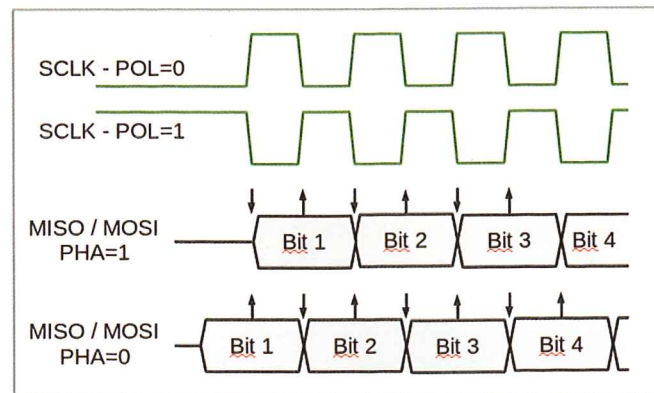 SCLK - POL=0
SCLK - POL=1
MISO / MOSI
PHA=1
Bit 1 Bit 2 Bit 3 Bit 4
MISO / MOSI
PHA=0
Bit 1 Bit 2 Bit 3 Bit 4